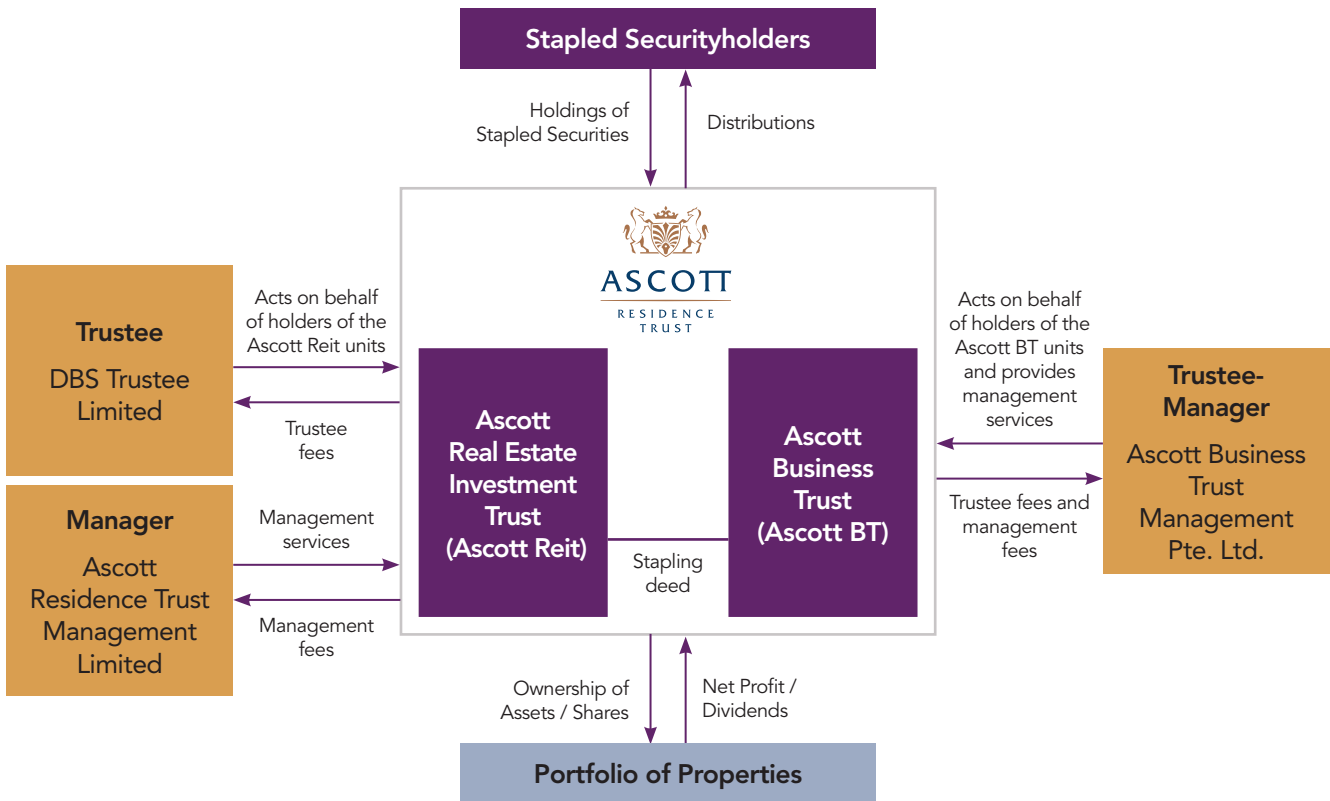 Stapled Securityholders
Holdings of
Stapled Securities
Distributions
ASCOTT
RESIDENCE
TRUST
Trustee
DBS Trustee
Limited
Acts on behalf
of holders of the
Ascott Reit units
Trustee
fees
Manager
Ascott
Residence Trust
Management
Limited
Management
services
Management
fees
Ascott
Real Estate
Investment
Trust
(Ascott Reit)
Stapling
deed
Ascott
Business
Trust
(Ascott BT)
Acts on behalf
of holders of the
Ascott BT units
and provides
management
services
Trustee fees and
management
fees
Trustee-
Manager
Ascott Business
Trust
Management
Pte. Ltd.
Ownership of
Assets / Shares
Net Profit /
Dividends
Portfolio of Properties